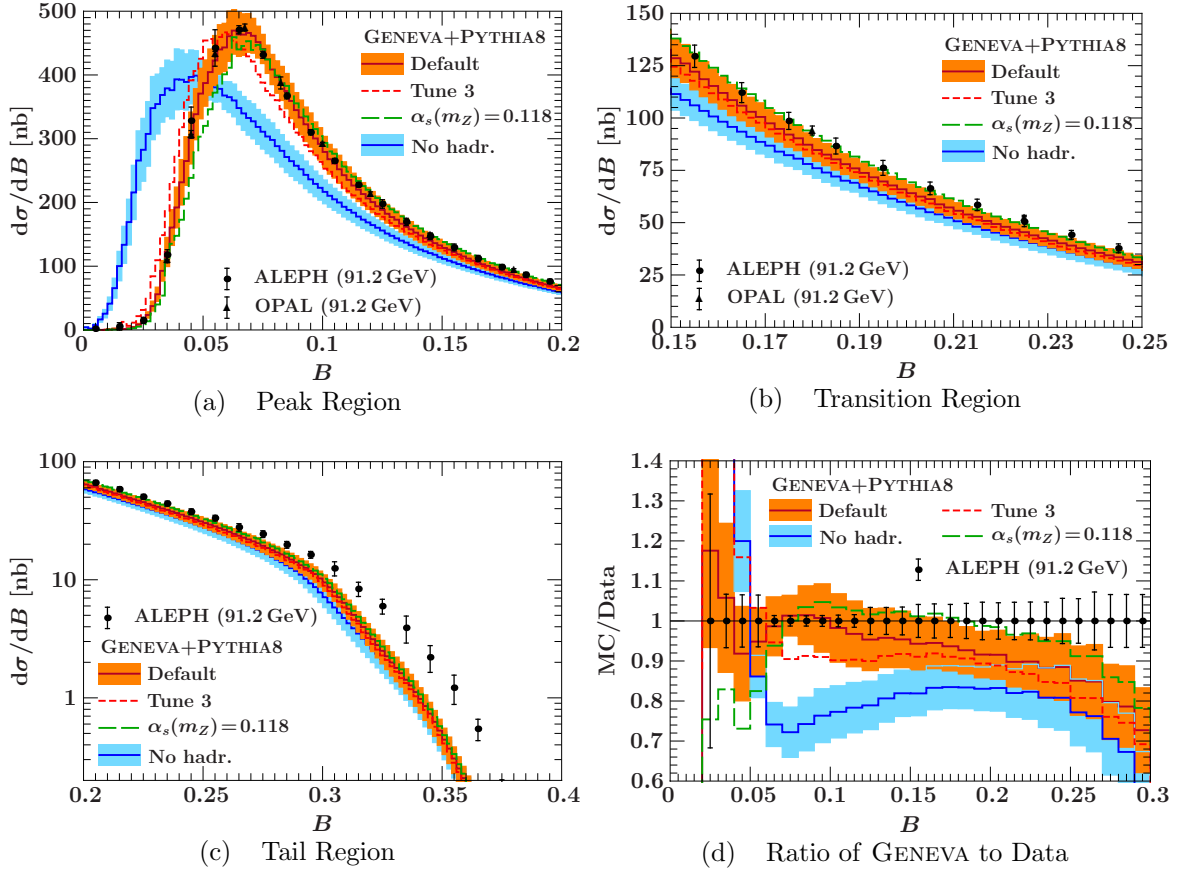 500
400
300
200
100
0
dσ/dB [nb]
GENEVA+PYTHIA8
Default
Tune 3
αs(mZ)=0.118
No hadr.
ALEPH (91.2 GeV)
OPAL (91.2 GeV)
0 0.05 0.1 0.15 0.2
B
(a) Peak Region
150
125
100
75
50
25
0
dσ/dB [nb]
GENEVA+PYTHIA8
Default
Tune 3
αs(mZ)=0.118
No hadr.
ALEPH (91.2 GeV)
OPAL (91.2 GeV)
0.15 0.17 0.19 0.21 0.23 0.25
B
(b) Transition Region
100
10
1
dσ/dB [nb]
ALEPH (91.2 GeV)
GENEVA+PYTHIA8
Default
Tune 3
αs(mZ)=0.118
No hadr.
0.2 0.25 0.3 0.35 0.4
B
(c) Tail Region
1.4
1.3
1.2
1.1
1
0.9
0.8
0.7
0.6
MC/Data
GENEVA+PYTHIA8
Default Tune 3
No hadr. αs(mZ)=0.118
ALEPH (91.2 GeV)
0 0.05 0.1 0.15 0.2 0.25 0.3
B
(d) Ratio of GENEVA to Data